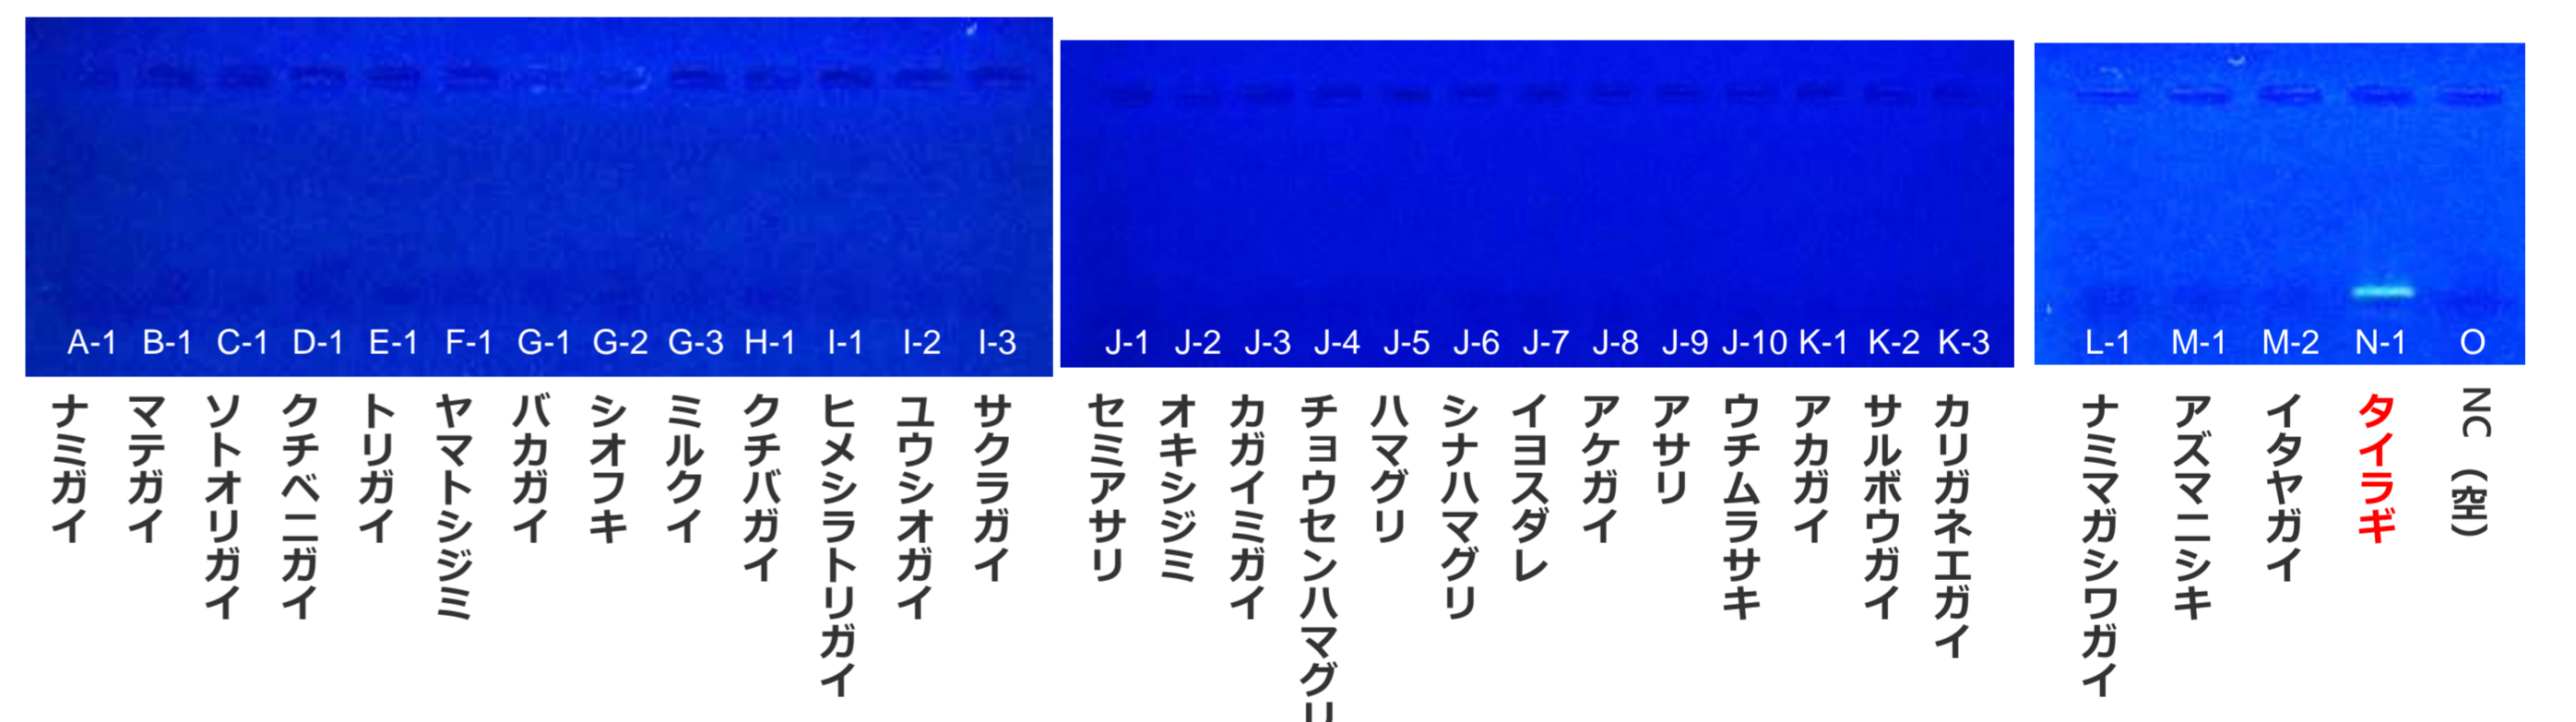 A-1 B-1 C-1 D-1 E-1 F-1 G-1 G-2 G-3 H-1 I-1 I-2 I-3
J-1 J-2 J-3 J-4 J-5 J-6 J-7 J-8 J-9 J-10 K-1 K-2 K-3
L-1 M-1 M-2 N-1 O
ナミガイ
マテガイ
ソトオリガイ
クチベニガイ
トリガイ
ヤマトシジミ
バカガイ
シオフキ
ミルクイ
クチバガイ
ヒメシラトリガイ
ユウシオガイ
サクラガイ
セミアサリ
オキシジミ
カガイミガイ
チョウセンハマグリ
ハマグリ
シナハマグリ
イヨスダレ
アケガイ
アサリ
ウチムラサキ
アカガイ
サルボウガイ
カリガネエガイ
ナミマガシワガイ
アズマニシキ
イタヤガイ
タイラギ
NC（空）